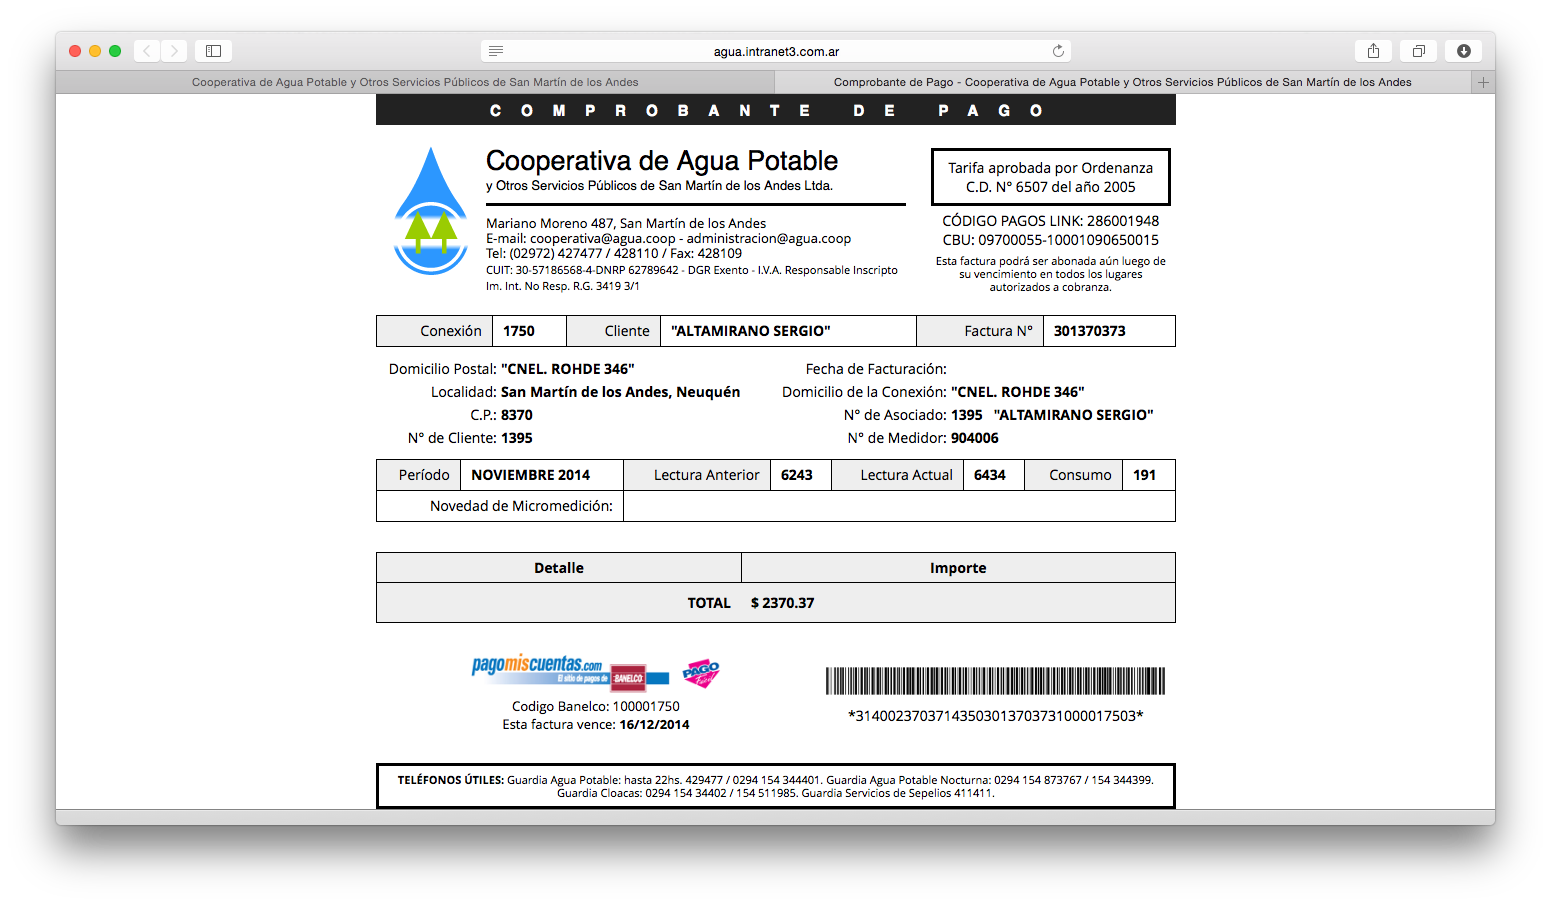 agua.intranet3.com.ar
Cooperativa de Agua Potable y Otros Servicios Públicos de San Martín de los Andes
Comprobante de Pago - Cooperativa de Agua Potable y Otros Servicios Públicos de San Martín de los Andes
COMPROBANTE DE PAGO
Cooperativa de Agua Potable
y Otros Servicios Públicos de San Martín de los Andes Ltda.
Mariano Moreno 487, San Martín de los Andes
E-mail: cooperativa@agua.coop - administracion@agua.coop
Tel: (02972) 427477 / 428110 / Fax: 428109
CUIT: 30-57186568-4-DNRP 62789642 - DGR Exento - I.V.A. Responsable Inscripto
Im. Int. No Resp. R.G. 3419 3/1
Tarifa aprobada por Ordenanza
C.D. N° 6507 del año 2005
CÓDIGO PAGOS LINK: 286001948
CBU: 09700055-10001090650015
Esta factura podrá ser abonada aún luego de
su vencimiento en todos los lugares
autorizados a cobranza.
Conexión 1750 Cliente "ALTAMIRANO SERGIO" Factura N° 301370373
Domicilio Postal: "CNEL. ROHDE 346"
Localidad: San Martín de los Andes, Neuquén
C.P.: 8370
N° de Cliente: 1395
Fecha de Facturación:
Domicilio de la Conexión: "CNEL. ROHDE 346"
N° de Asociado: 1395 "ALTAMIRANO SERGIO"
N° de Medidor: 904006
Período NOVIEMBRE 2014 Lectura Anterior 6243 Lectura Actual 6434 Consumo 191
Novedad de Micromedición:
Detalle Importe
TOTAL $ 2370.37
pagomiscuentas.com
El sitio de pagos de BANELCO
PAGO fácil
Codigo Banelco: 100001750
Esta factura vence: 16/12/2014
*31400237037143503013703731000017503*
TELÉFONOS ÚTILES: Guardia Agua Potable: hasta 22hs. 429477 / 0294 154 344401. Guardia Agua Potable Nocturna: 0294 154 873767 / 154 344399.
Guardia Cloacas: 0294 154 34402 / 154 511985. Guardia Servicios de Sepelios 411411.